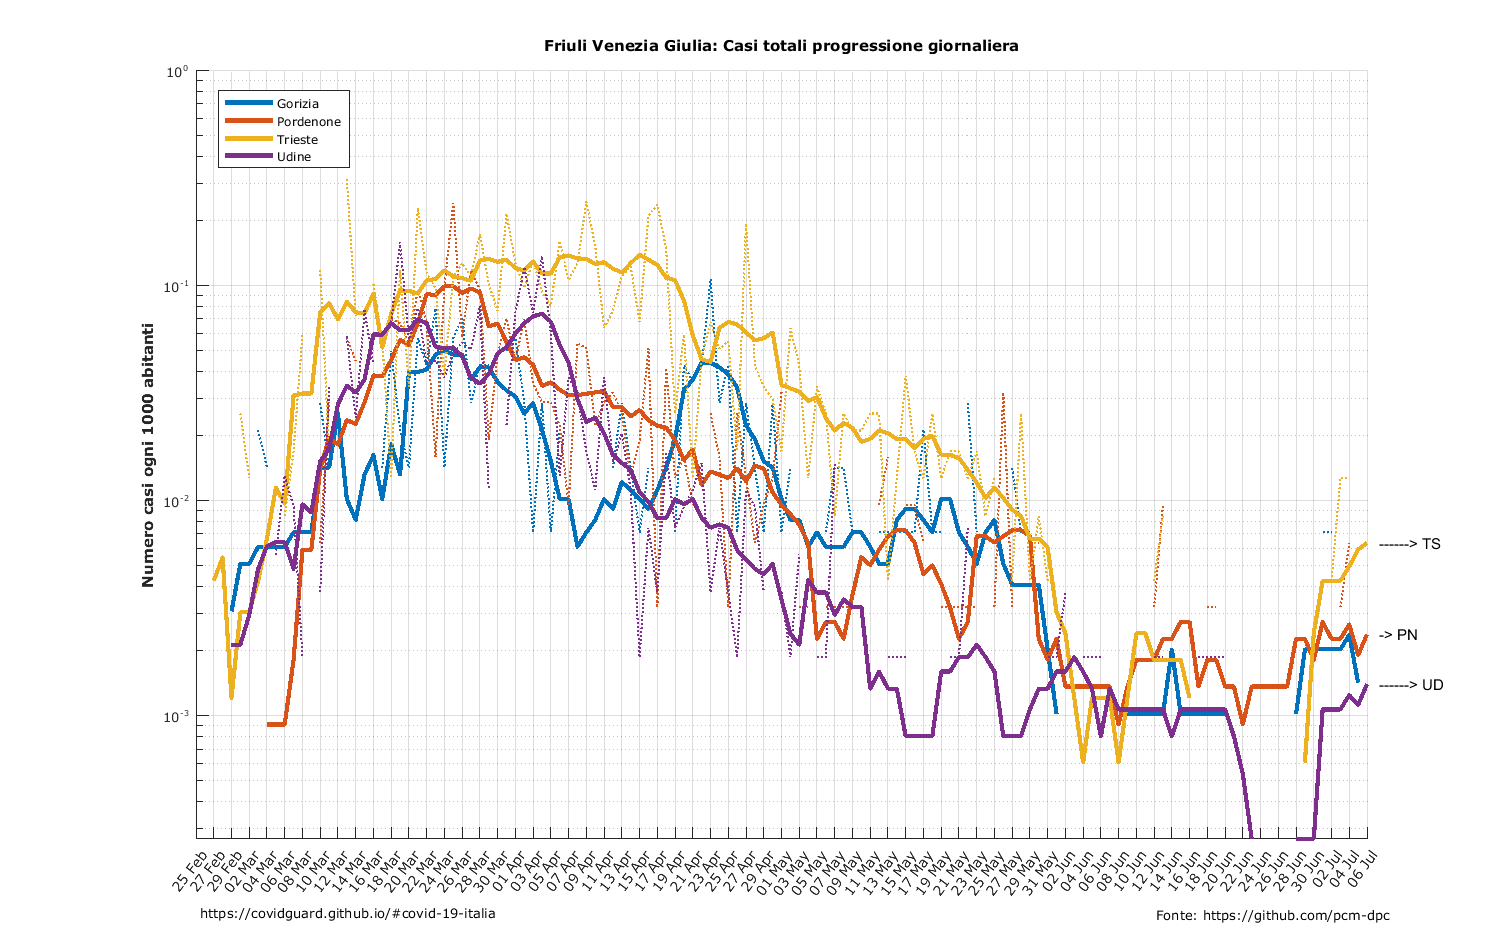 Friuli Venezia Giulia: Casi totali progressione giornaliera
Numero casi ogni 1000 abitanti
10^0
10^-1
10^-2
10^-3
Gorizia
Pordenone
Trieste
Udine
------> TS
-> PN
------> UD
25 Feb
27 Feb
29 Feb
02 Mar
04 Mar
06 Mar
08 Mar
10 Mar
12 Mar
14 Mar
16 Mar
18 Mar
20 Mar
22 Mar
24 Mar
26 Mar
28 Mar
30 Mar
01 Apr
03 Apr
05 Apr
07 Apr
09 Apr
11 Apr
13 Apr
15 Apr
17 Apr
19 Apr
21 Apr
23 Apr
25 Apr
27 Apr
29 Apr
01 May
03 May
05 May
07 May
09 May
11 May
13 May
15 May
17 May
19 May
21 May
23 May
25 May
27 May
29 May
31 May
02 Jun
04 Jun
06 Jun
08 Jun
10 Jun
12 Jun
14 Jun
16 Jun
18 Jun
20 Jun
22 Jun
24 Jun
26 Jun
28 Jun
30 Jun
02 Jul
04 Jul
06 Jul
https://covidguard.github.io/#covid-19-italia
Fonte: https://github.com/pcm-dpc